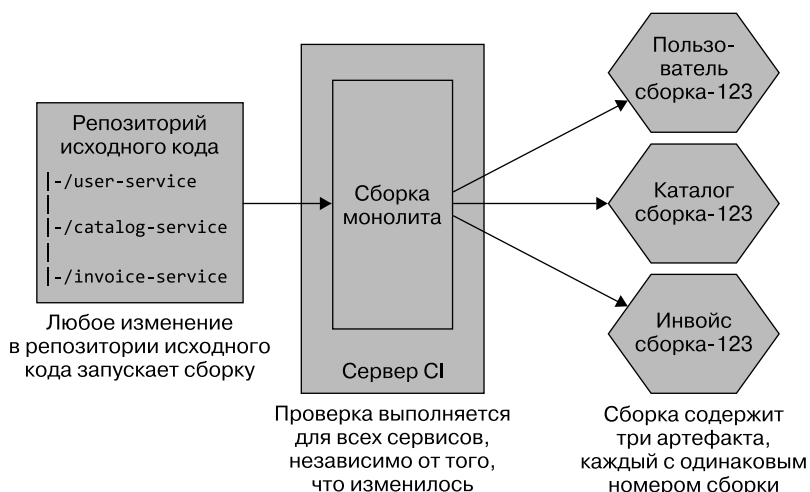 Репозиторий
исходного кода
|-/user-service
|
|-/catalog-service
|
|-/invoice-service
Любое изменение
в репозитории исходного
кода запускает сборку
Сборка
монолита
Сервер CI
Проверка выполняется
для всех сервисов,
независимо от того,
что изменилось
Пользо-
ватель
сборка-123
Каталог
сборка-123
Инвойс
сборка-123
Сборка содержит
три артефакта,
каждый с одинаковым
номером сборки